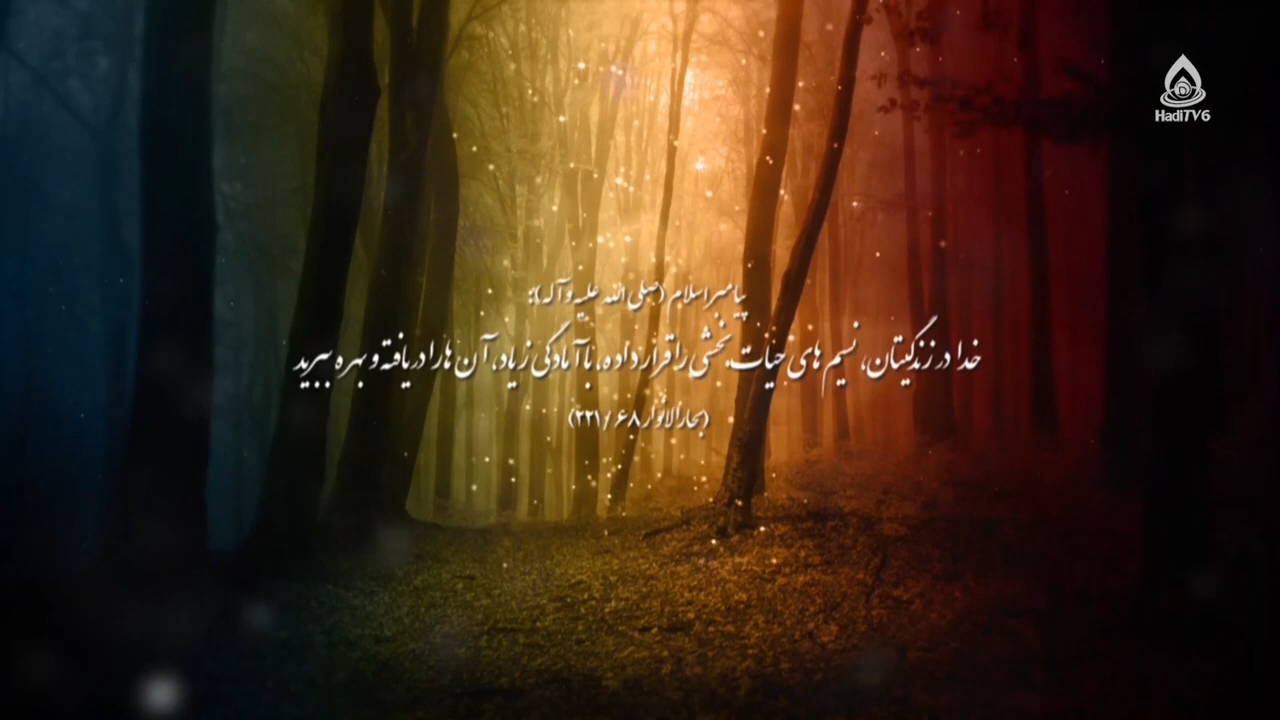 HadiTV6
پیامبر اسلام (صلی الله علیه و آله):
خدا در زندگیتان، نسیم های حیات بخشی را قرار داده، با آمادگی زیاد، آن ها را دریافته و بهره ببرید
(بحارالانوار ۶۸ / ۲۲۱)